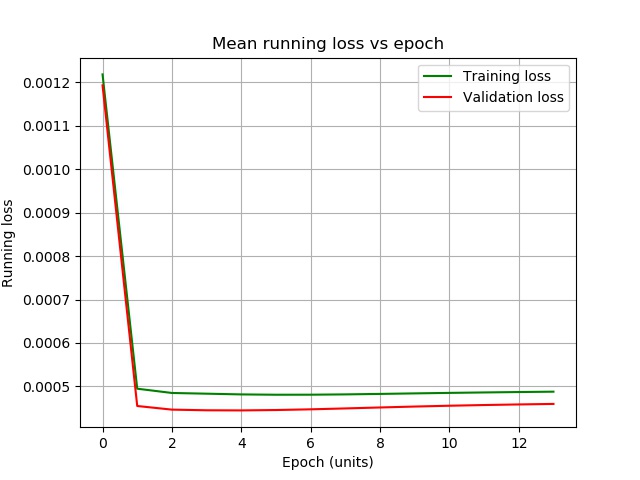 Mean running loss vs epoch
Training loss
Validation loss
0.0012
0.0011
0.0010
0.0009
0.0008
0.0007
0.0006
0.0005
Running loss
0 2 4 6 8 10 12
Epoch (units)